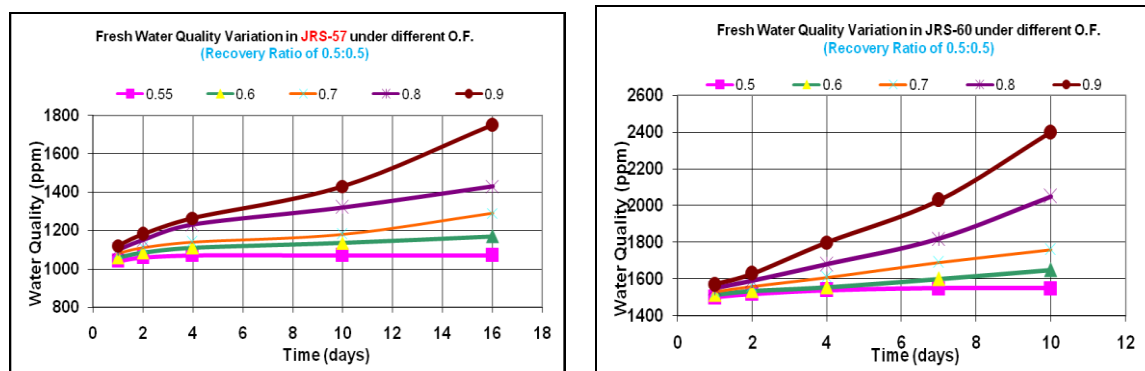 Fresh Water Quality Variation in JRS-57 under different O.F.
(Recovery Ratio of 0.5:0.5)
0.55 0.6 0.7 0.8 0.9
Water Quality (ppm)
1800
1600
1400
1200
1000
800
0 2 4 6 8 10 12 14 16 18
Time (days)
Fresh Water Quality Variation in JRS-60 under different O.F.
(Recovery Ratio of 0.5:0.5)
0.5 0.6 0.7 0.8 0.9
Water Quality (ppm)
2600
2400
2200
2000
1800
1600
1400
0 2 4 6 8 10 12
Time (days)